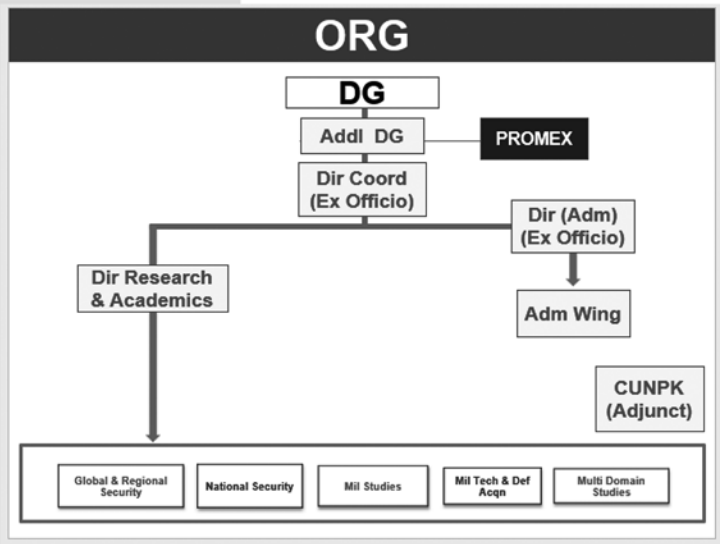 ORG
DG
Addl DG
PROMEX
Dir Coord
(Ex Officio)
Dir (Adm)
(Ex Officio)
Dir Research
& Academics
Adm Wing
CUNPK
(Adjunct)
Global & Regional
Security
National Security
Mil Studies
Mil Tech & Def
Acqn
Multi Domain
Studies